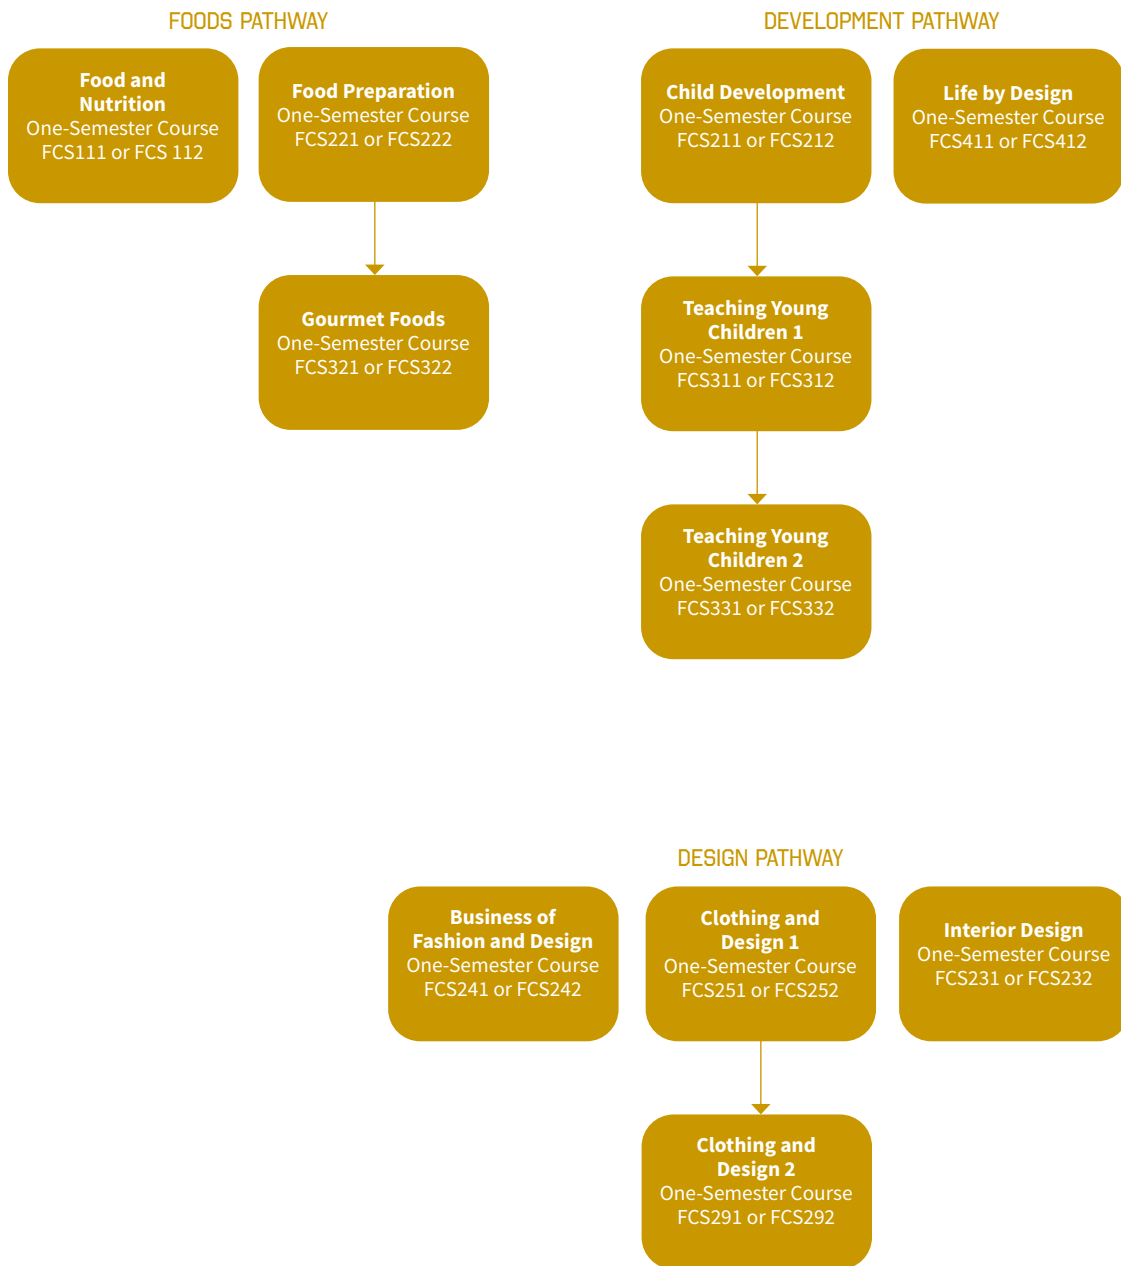 FOODS PATHWAY
Food and
Nutrition
One-Semester Course
FCS111 or FCS 112
Food Preparation
One-Semester Course
FCS221 or FCS222
Gourmet Foods
One-Semester Course
FCS321 or FCS322
DEVELOPMENT PATHWAY
Child Development
One-Semester Course
FCS211 or FCS212
Life by Design
One-Semester Course
FCS411 or FCS412
Teaching Young
Children 1
One-Semester Course
FCS311 or FCS312
Teaching Young
Children 2
One-Semester Course
FCS331 or FCS332
DESIGN PATHWAY
Business of
Fashion and Design
One-Semester Course
FCS241 or FCS242
Clothing and
Design 1
One-Semester Course
FCS251 or FCS252
Interior Design
One-Semester Course
FCS231 or FCS232
Clothing and
Design 2
One-Semester Course
FCS291 or FCS292